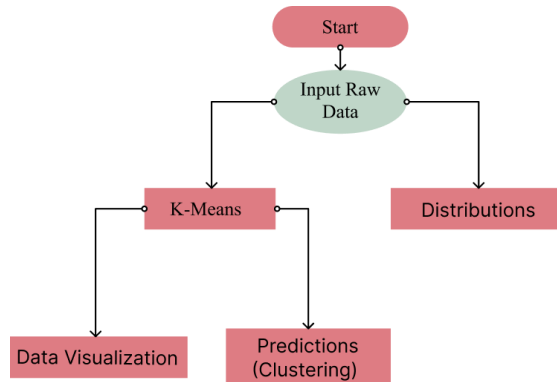 Start
Input Raw
Data
K-Means
Distributions
Data Visualization
Predictions
(Clustering)